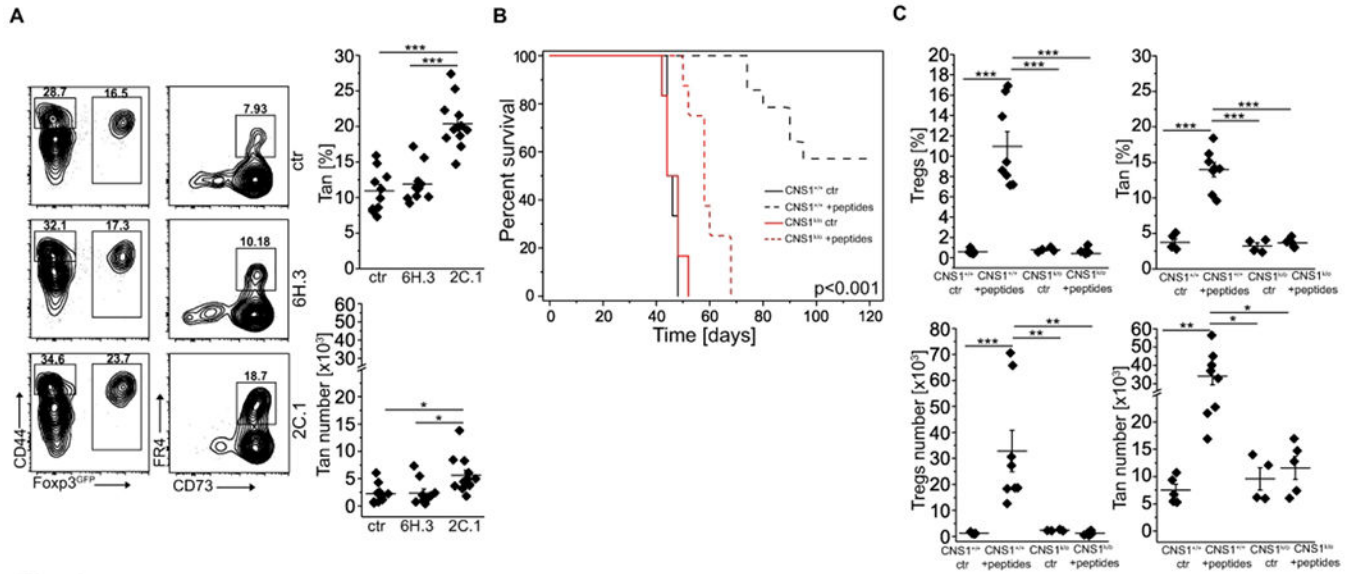 A
28.7
16.5
7.93
ctr
32.1
17.3
10.18
6H.3
34.6
23.7
18.7
2C.1
CD44
Foxp3GFP
FR4
CD73
***
***
30
25
20
15
10
5
0
Tan [%]
ctr 6H.3 2C.1
*
*
60
50
40
30
20
15
10
5
0
Tan number [x10³]
ctr 6H.3 2C.1
B
100
80
60
40
20
0
Percent survival
CNS1+/+ ctr
CNS1+/+ +peptides
CNS1k/o ctr
CNS1k/o +peptides
p<0.001
0 20 40 60 80 100 120
Time [days]
C
***
***
***
20
18
16
14
12
10
8
6
4
2
0
Tregs [%]
CNS1+/+ CNS1+/+ CNS1k/o CNS1k/o
ctr +peptides ctr +peptides
***
***
***
30
25
20
15
10
5
0
Tan [%]
CNS1+/+ CNS1+/+ CNS1k/o CNS1k/o
ctr +peptides ctr +peptides
**
***
**
80
70
60
50
40
30
20
10
0
Tregs number [x10³]
CNS1+/+ CNS1+/+ CNS1k/o CNS1k/o
ctr +peptides ctr +peptides
*
**
*
60
50
40
30
20
15
10
5
0
Tan number [x10³]
CNS1+/+ CNS1+/+ CNS1k/o CNS1k/o
ctr +peptides ctr +peptides